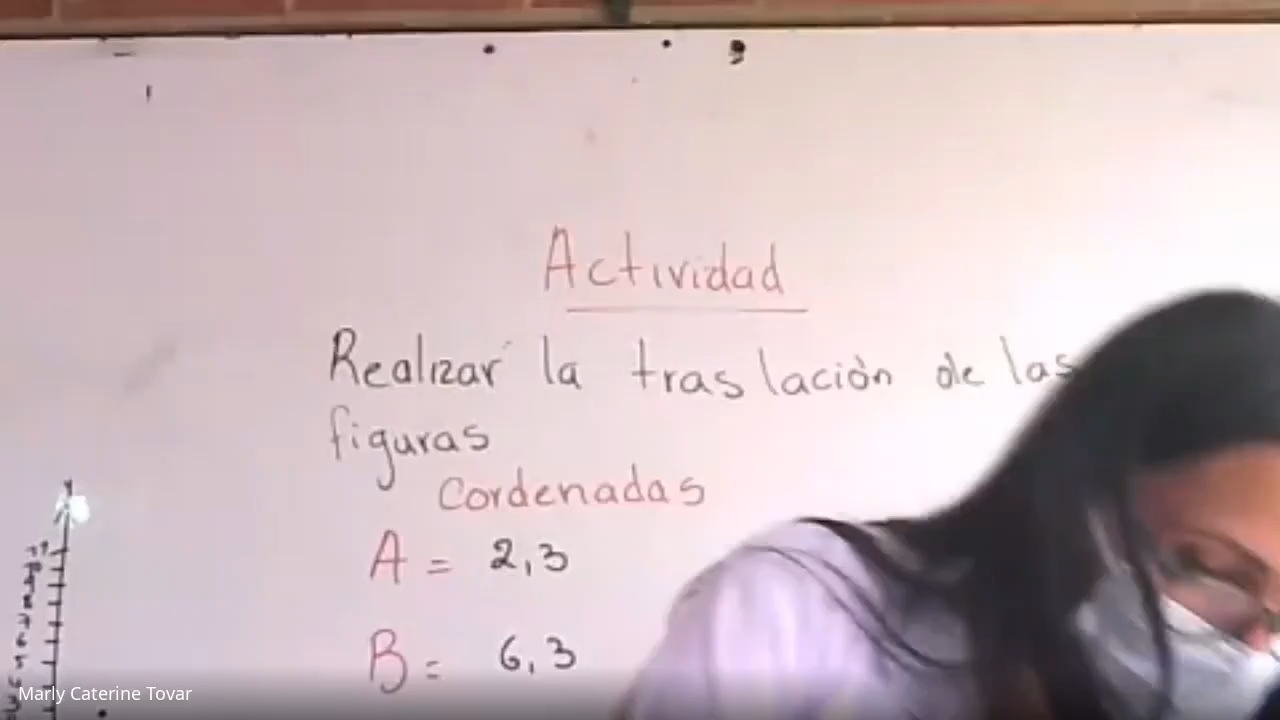 Actividad
Realizar la traslación de las
figuras
Cordenadas
A = 2,3
B = 6,3
Marly Caterine Tovar